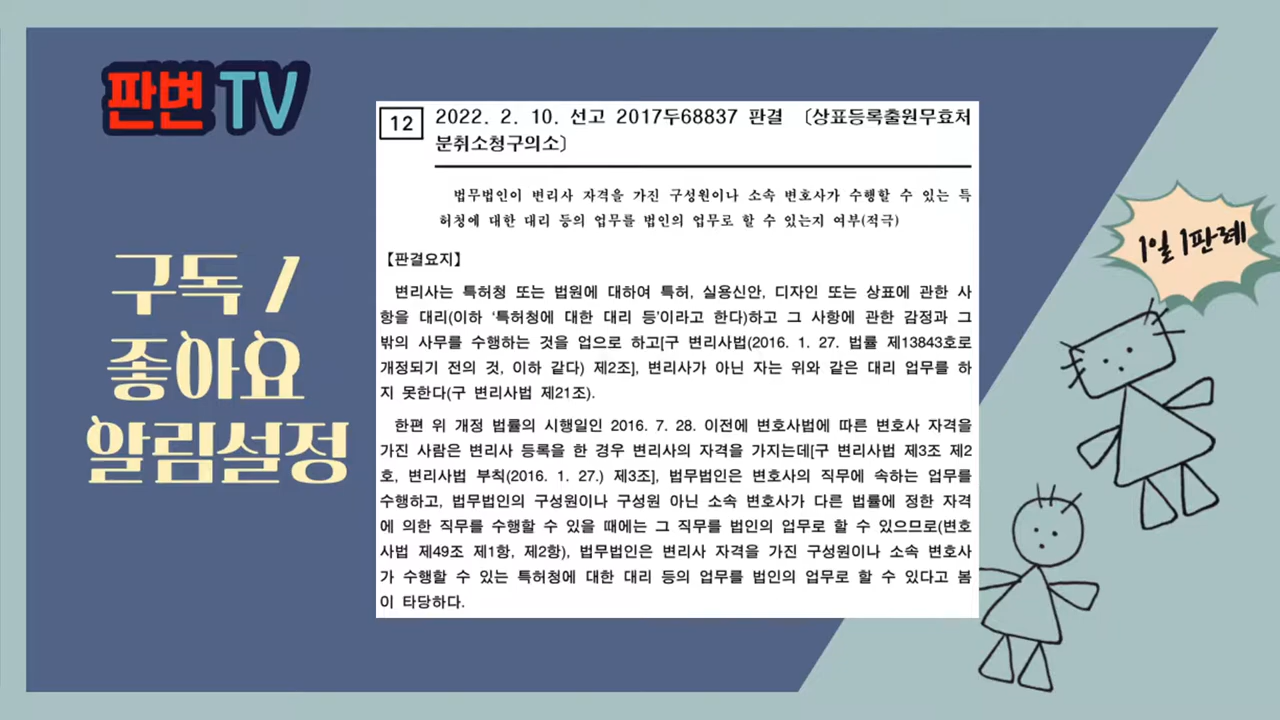 판변 TV
구독 /
좋아요
알림설정
12
2022. 2. 10. 선고 2017두68837 판결 〔상표등록출원무효처
분취소청구의소〕
법무법인이 변리사 자격을 가진 구성원이나 소속 변호사가 수행할 수 있는 특
허청에 대한 대리 등의 업무를 법인의 업무로 할 수 있는지 여부(적극)
【판결요지】
변리사는 특허청 또는 법원에 대하여 특허, 실용신안, 디자인 또는 상표에 관한 사
항을 대리(이하 ‘특허청에 대한 대리 등’이라고 한다)하고 그 사항에 관한 감정과 그
밖의 사무를 수행하는 것을 업으로 하고[구 변리사법(2016. 1. 27. 법률 제13843호로
개정되기 전의 것, 이하 같다) 제2조], 변리사가 아닌 자는 위와 같은 대리 업무를 하
지 못한다(구 변리사법 제21조).
한편 위 개정 법률의 시행일인 2016. 7. 28. 이전에 변호사법에 따른 변호사 자격을
가진 사람은 변리사 등록을 한 경우 변리사의 자격을 가지는데[구 변리사법 제3조 제2
호, 변리사법 부칙(2016. 1. 27.) 제3조], 법무법인은 변호사의 직무에 속하는 업무를
수행하고, 법무법인의 구성원이나 구성원 아닌 소속 변호사가 다른 법률에 정한 자격
에 의한 직무를 수행할 수 있을 때에는 그 직무를 법인의 업무로 할 수 있으므로(변호
사법 제49조 제1항, 제2항), 법무법인은 변리사 자격을 가진 구성원이나 소속 변호사
가 수행할 수 있는 특허청에 대한 대리 등의 업무를 법인의 업무로 할 수 있다고 봄
이 타당하다.
1일 1판례